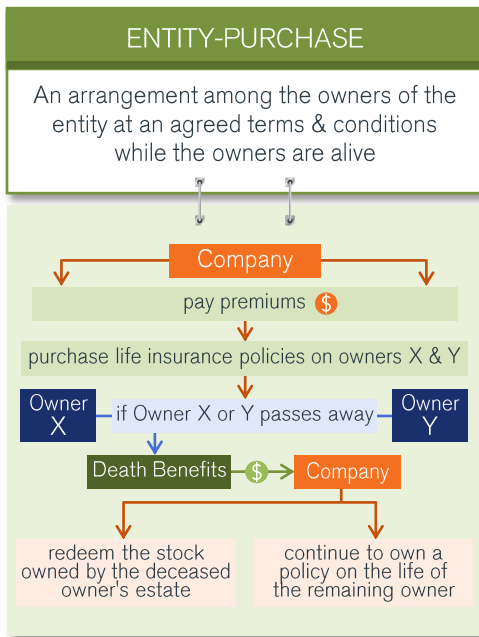 ENTITY-PURCHASE
An arrangement among the owners of the
entity at an agreed terms & conditions
while the owners are alive
Company
pay premiums $
purchase life insurance policies on owners X & Y
Owner
X
if Owner X or Y passes away
Owner
Y
Death Benefits
$
Company
redeem the stock
owned by the deceased
owner's estate
continue to own a
policy on the life of
the remaining owner